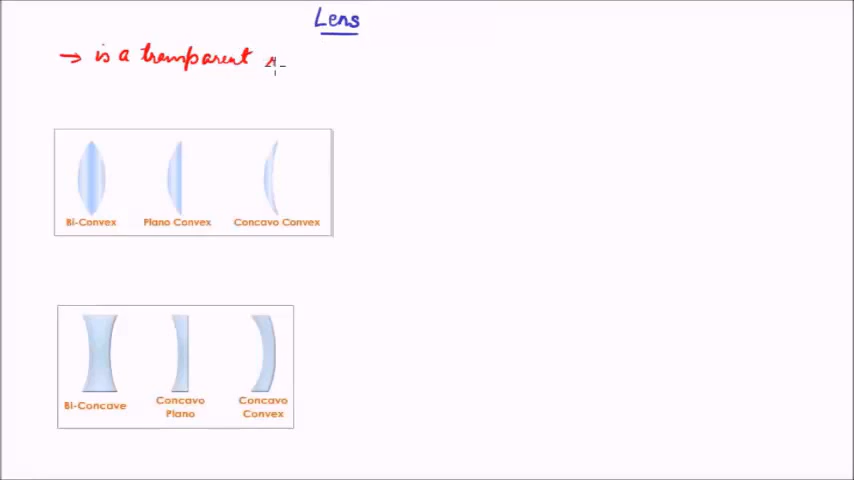 Lens
→ is a transparent
Bi-Convex Plano Convex Concavo Convex
Bi-Concave Concavo Plano Concavo Convex